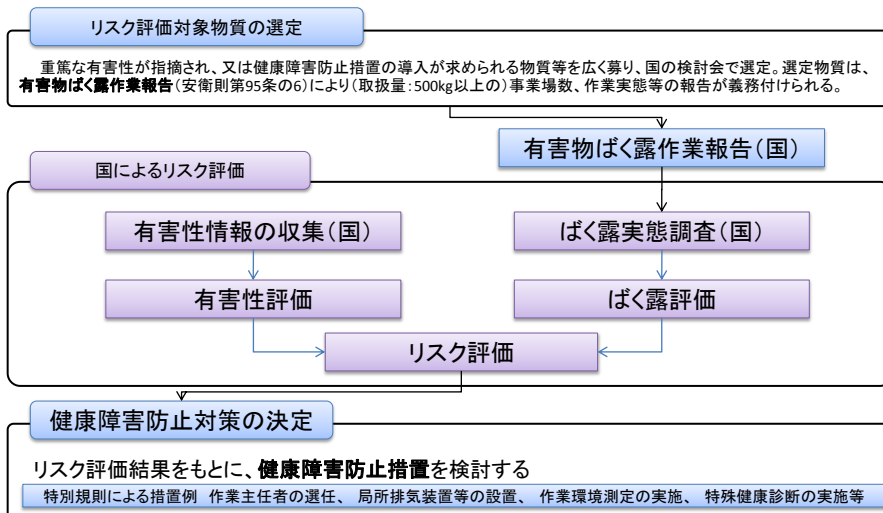 リスク評価対象物質の選定
重篤な有害性が指摘され、又は健康障害防止措置の導入が求められる物質等を広く募り、国の検討会で選定。選定物質は、
有害物ばく露作業報告(安衛則第95条の6)により(取扱量:500kg以上の)事業場数、作業実態等の報告が義務付けられる。
有害物ばく露作業報告(国)
国によるリスク評価
有害性情報の収集(国)
ばく露実態調査(国)
有害性評価
ばく露評価
リスク評価
健康障害防止対策の決定
リスク評価結果をもとに、健康障害防止措置を検討する
特別規則による措置例 作業主任者の選任、 局所排気装置等の設置、 作業環境測定の実施、 特殊健康診断の実施等